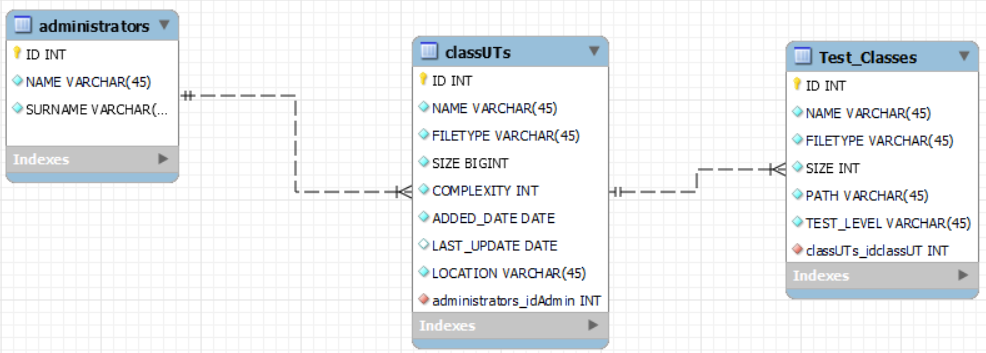 administrators
ID INT
NAME VARCHAR(45)
SURNAME VARCHAR(...
Indexes
classUTs
ID INT
NAME VARCHAR(45)
FILETYPE VARCHAR(45)
SIZE BIGINT
COMPLEXITY INT
ADDED_DATE DATE
LAST_UPDATE DATE
LOCATION VARCHAR(45)
administrators_idAdmin INT
Indexes
Test_Classes
ID INT
NAME VARCHAR(45)
FILETYPE VARCHAR(45)
SIZE INT
PATH VARCHAR(45)
TEST_LEVEL VARCHAR(45)
classUTs_idclassUT INT
Indexes